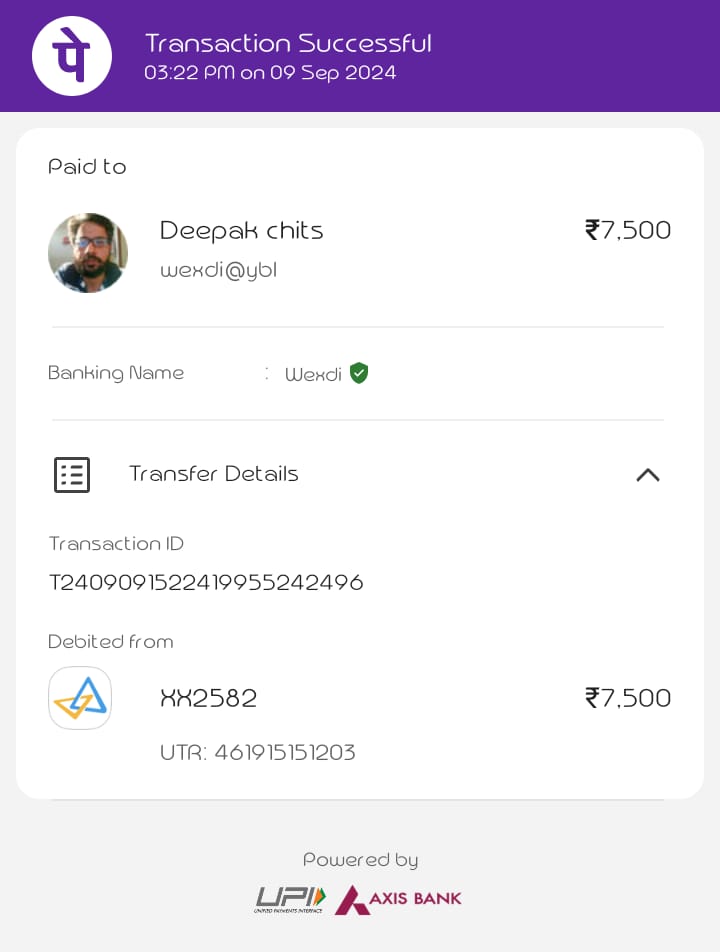 पे
Transaction Successful
03:22 PM on 09 Sep 2024
Paid to
Deepak chits
₹7,500
wexdi@ybl
Banking Name : Wexdi
Transfer Details
Transaction ID
T2409091522419955242496
Debited from
XX2582
₹7,500
UTR: 461915151203
Powered by
UPI
UNIFIED PAYMENTS INTERFACE
AXIS BANK